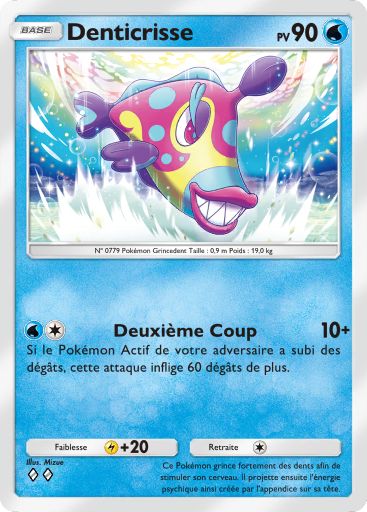 BASE Denticrisse PV 90
N° 0779 Pokémon Grincedent Taille : 0,9 m Poids : 19,0 kg
Deuxième Coup 10+
Si le Pokémon Actif de votre adversaire a subi des
dégâts, cette attaque inflige 60 dégâts de plus.
Faiblesse +20 Retraite
Illus. Mizue
Ce Pokémon grince fortement des dents afin de
stimuler son cerveau. Il projette ensuite l'énergie
psychique ainsi créée par l'appendice sur sa tête.